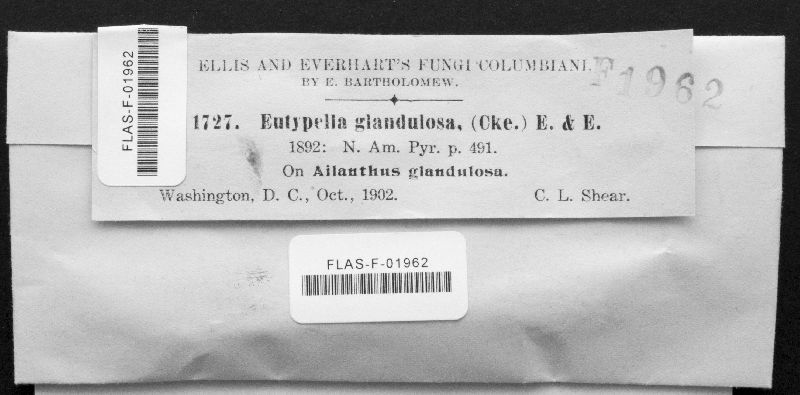 FLAS-F-01962
ELLIS AND EVERHART'S FUNGI COLUMBIANI.
F1962
BY E. BARTHOLOMEW.
1727. Eutypella glandulosa, (Cke.) E. & E.
1892: N. Am. Pyr. p. 491.
On Ailanthus glandulosa.
Washington, D. C., Oct., 1902. C. L. Shear.
FLAS-F-01962